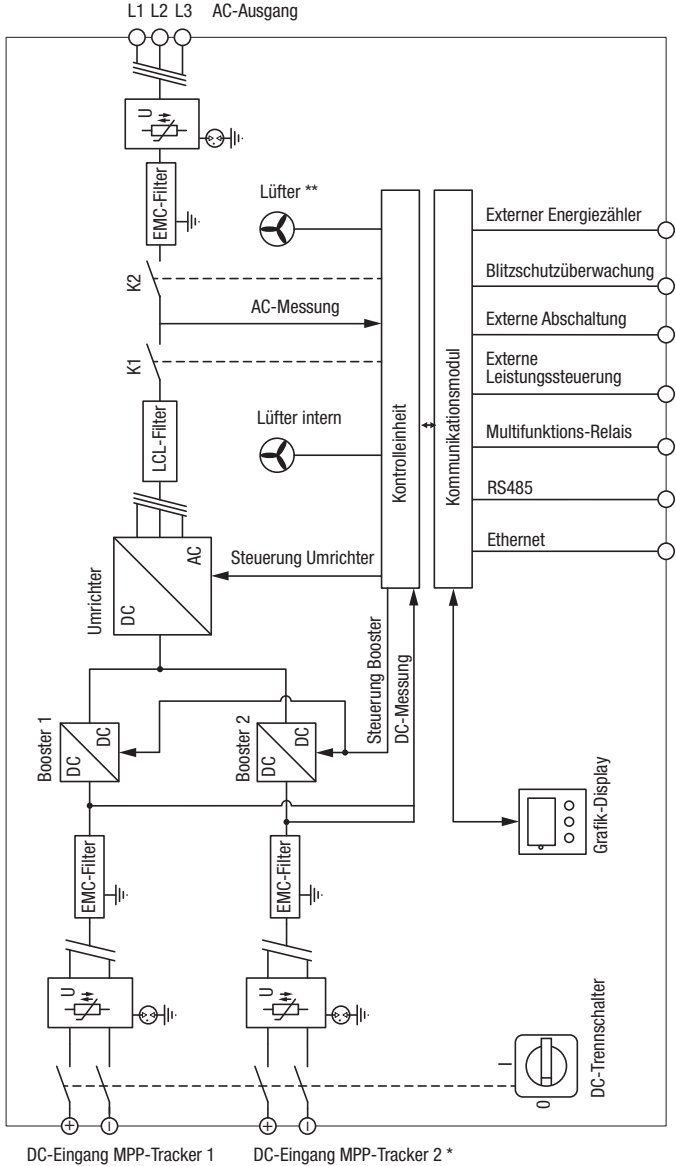 L1 L2 L3 AC-Ausgang
U
EMC-Filter
Lüfter **
K2
AC-Messung
K1
LCL-Filter
Lüfter intern
Kontrolleinheit
Kommunikationsmodul
Externer Energiezähler
Blitzschutzüberwachung
Externe Abschaltung
Externe
Leistungssteuerung
Multifunktions-Relais
RS485
Ethernet
Umrichter
DC
AC
Steuerung Umrichter
Steuerung Booster
DC-Messung
Booster 1
DC
DC
Booster 2
DC
DC
Grafik-Display
EMC-Filter
EMC-Filter
U
U
DC-Trennschalter
I
0
+
–
+
–
DC-Eingang MPP-Tracker 1
DC-Eingang MPP-Tracker 2 *